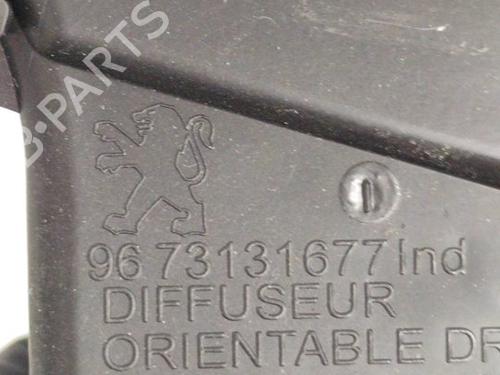 B-PARTS
96 73131677 Ind
DIFFUSEUR
ORIENTABLE DR